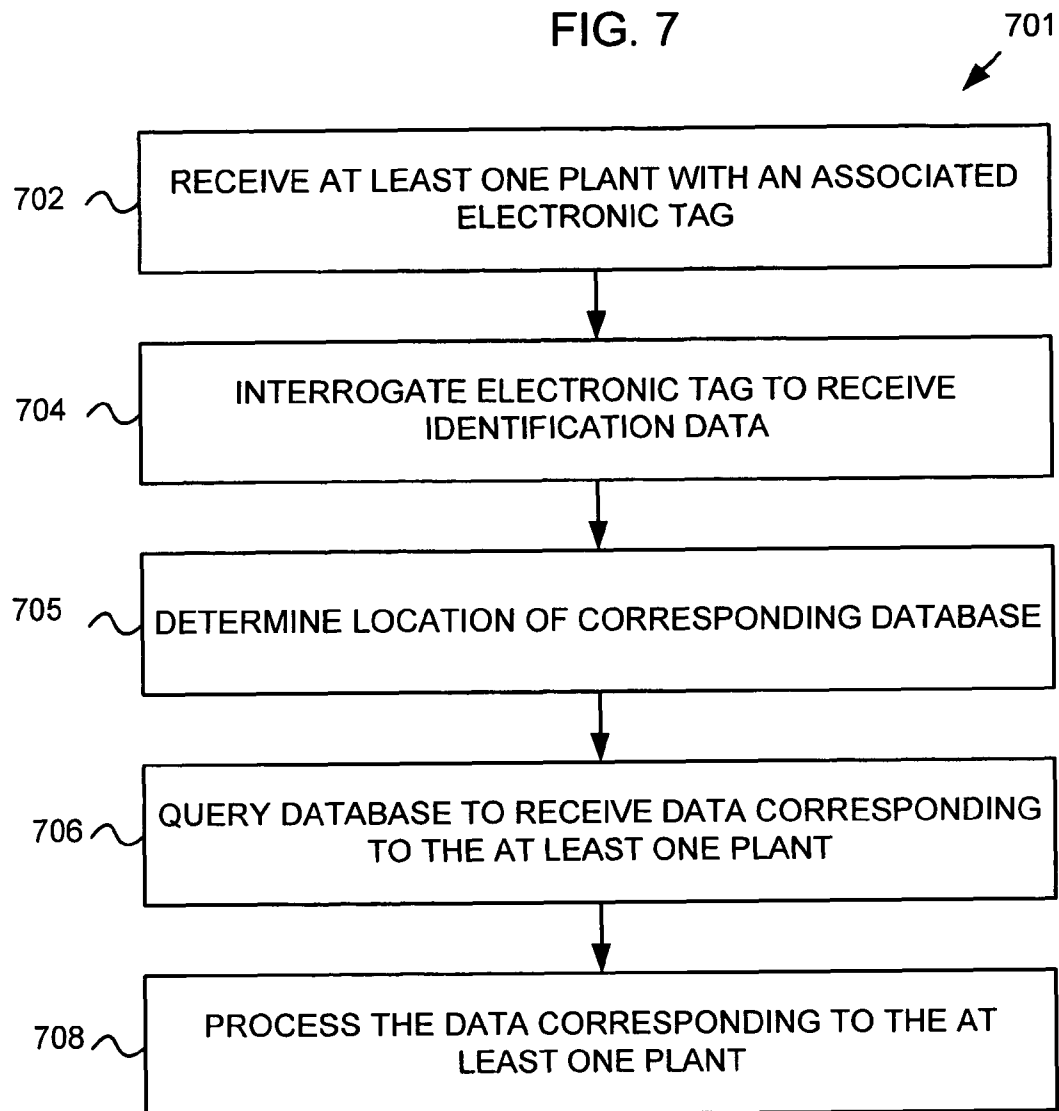 FIG. 7
701
702
RECEIVE AT LEAST ONE PLANT WITH AN ASSOCIATED
ELECTRONIC TAG
704
INTERROGATE ELECTRONIC TAG TO RECEIVE
IDENTIFICATION DATA
705
DETERMINE LOCATION OF CORRESPONDING DATABASE
706
QUERY DATABASE TO RECEIVE DATA CORRESPONDING
TO THE AT LEAST ONE PLANT
708
PROCESS THE DATA CORRESPONDING TO THE AT
LEAST ONE PLANT